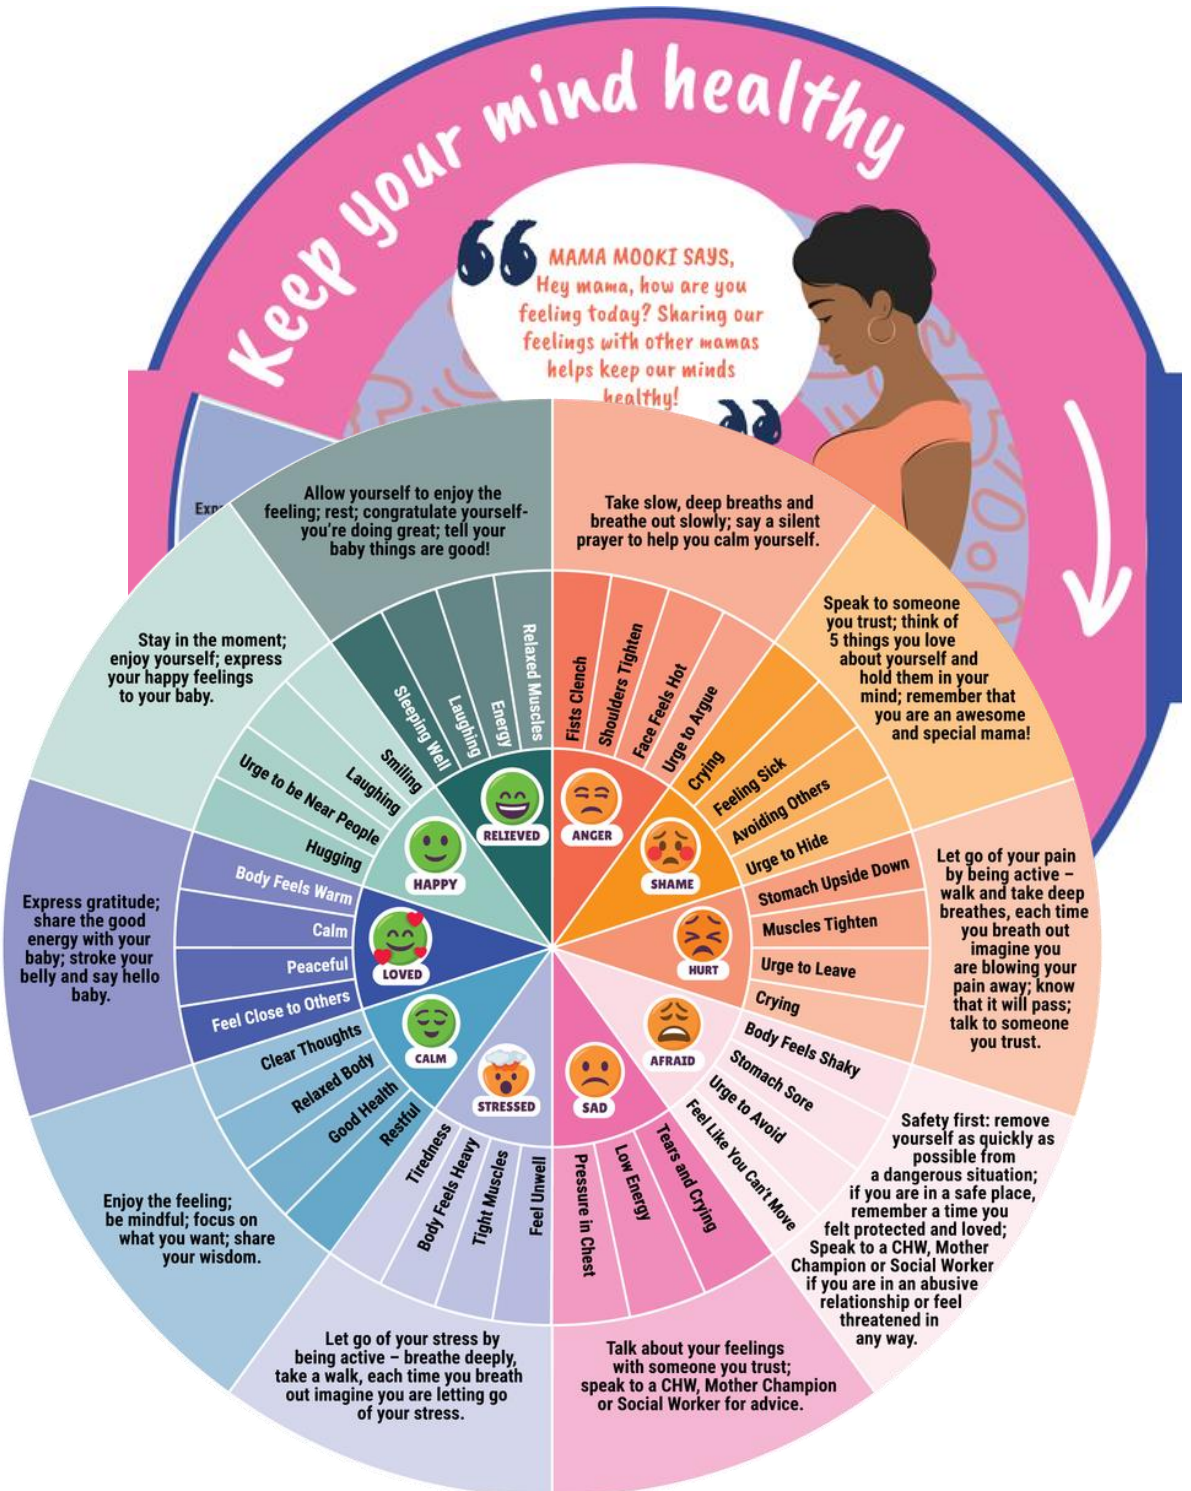 Keep your mind healthy
MAMA MOOKI SAYS,
Hey mama, how are you
feeling today? Sharing our
feelings with other mamas
helps keep our minds
healthy!
Take slow, deep breaths and
breathe out slowly; say a silent
prayer to help you calm yourself.
Fists Clench
Shoulders Tighten
Face Feels Hot
Urge to Argue
ANGER
Speak to someone
you trust; think of
5 things you love
about yourself and
hold them in your
mind; remember that
you are an awesome
and special mama!
Crying
Feeling Sick
Avoiding Others
Urge to Hide
SHAME
Let go of your pain
by being active –
walk and take deep
breathes, each time
you breath out
imagine you
are blowing your
pain away; know
that it will pass;
talk to someone
you trust.
Stomach Upside Down
Muscles Tighten
Urge to Leave
Crying
HURT
Safety first: remove
yourself as quickly as
possible from
a dangerous situation;
if you are in a safe place,
remember a time you
felt protected and loved;
Speak to a CHW, Mother
Champion or Social Worker
if you are in an abusive
relationship or feel
threatened in
any way.
Body Feels Shaky
Stomach Sore
Urge to Avoid
Feel Like You Can't Move
AFRAID
Talk about your feelings
with someone you trust;
speak to a CHW, Mother Champion
or Social Worker for advice.
Tears and Crying
Low Energy
Pressure in Chest
SAD
Let go of your stress by
being active – breathe deeply,
take a walk, each time you breath
out imagine you are letting go
of your stress.
Feel Unwell
Tight Muscles
Body Feels Heavy
Tiredness
STRESSED
Enjoy the feeling;
be mindful; focus on
what you want; share
your wisdom.
Restful
Good Health
Relaxed Body
Clear Thoughts
CALM
Express gratitude;
share the good
energy with your
baby; stroke your
belly and say hello
baby.
Feel Close to Others
Peaceful
Calm
Body Feels Warm
LOVED
Stay in the moment;
enjoy yourself; express
your happy feelings
to your baby.
Hugging
Urge to be Near People
Laughing
Smiling
HAPPY
Allow yourself to enjoy the
feeling; rest; congratulate yourself-
you're doing great; tell your
baby things are good!
Sleeping Well
Laughing
Energy
Relaxed Muscles
RELIEVED